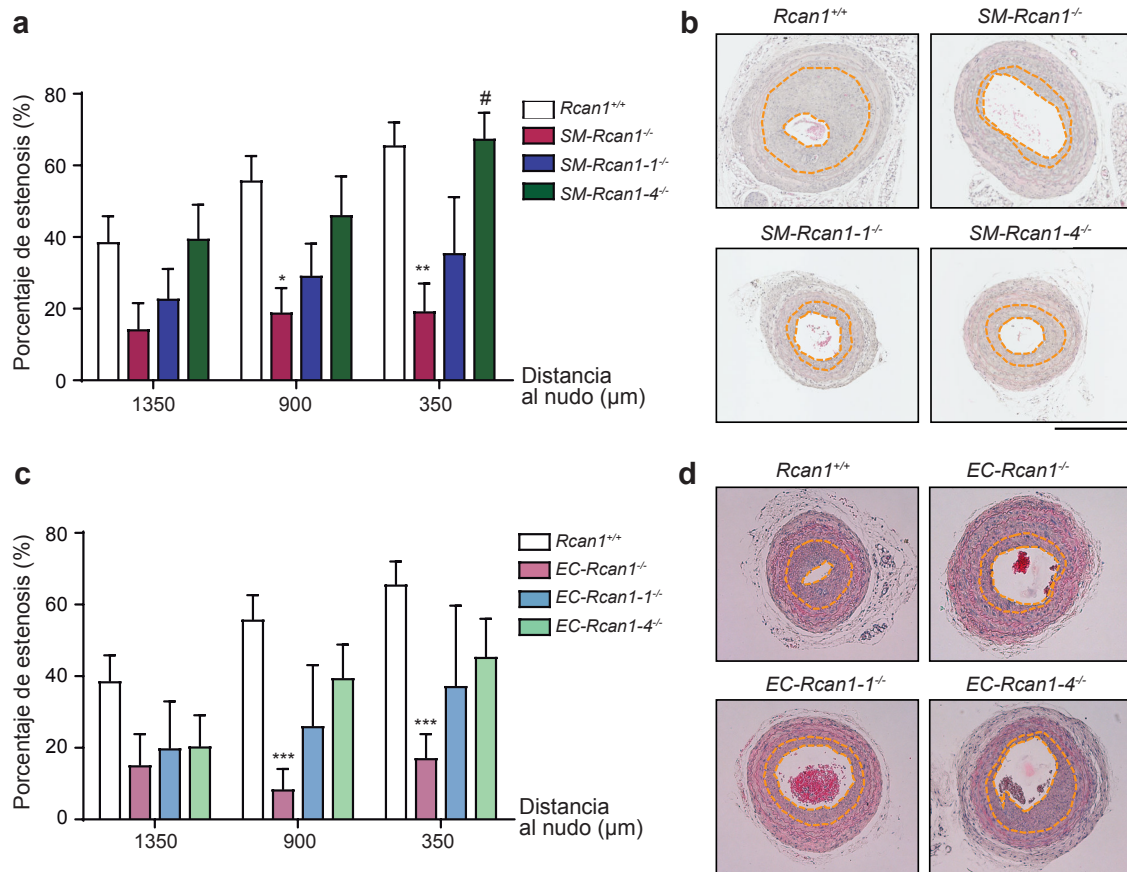 a
Porcentaje de estenosis (%)
80
60
40
20
0
*
**
#
Rcan1+/+
SM-Rcan1-/-
SM-Rcan1-1-/-
SM-Rcan1-4-/-
1350
900
350
Distancia
al nudo (µm)
b
Rcan1+/+
SM-Rcan1-/-
SM-Rcan1-1-/-
SM-Rcan1-4-/-
c
Porcentaje de estenosis (%)
80
60
40
20
0
***
***
Rcan1+/+
EC-Rcan1-/-
EC-Rcan1-1-/-
EC-Rcan1-4-/-
1350
900
350
Distancia
al nudo (µm)
d
Rcan1+/+
EC-Rcan1-/-
EC-Rcan1-1-/-
EC-Rcan1-4-/-